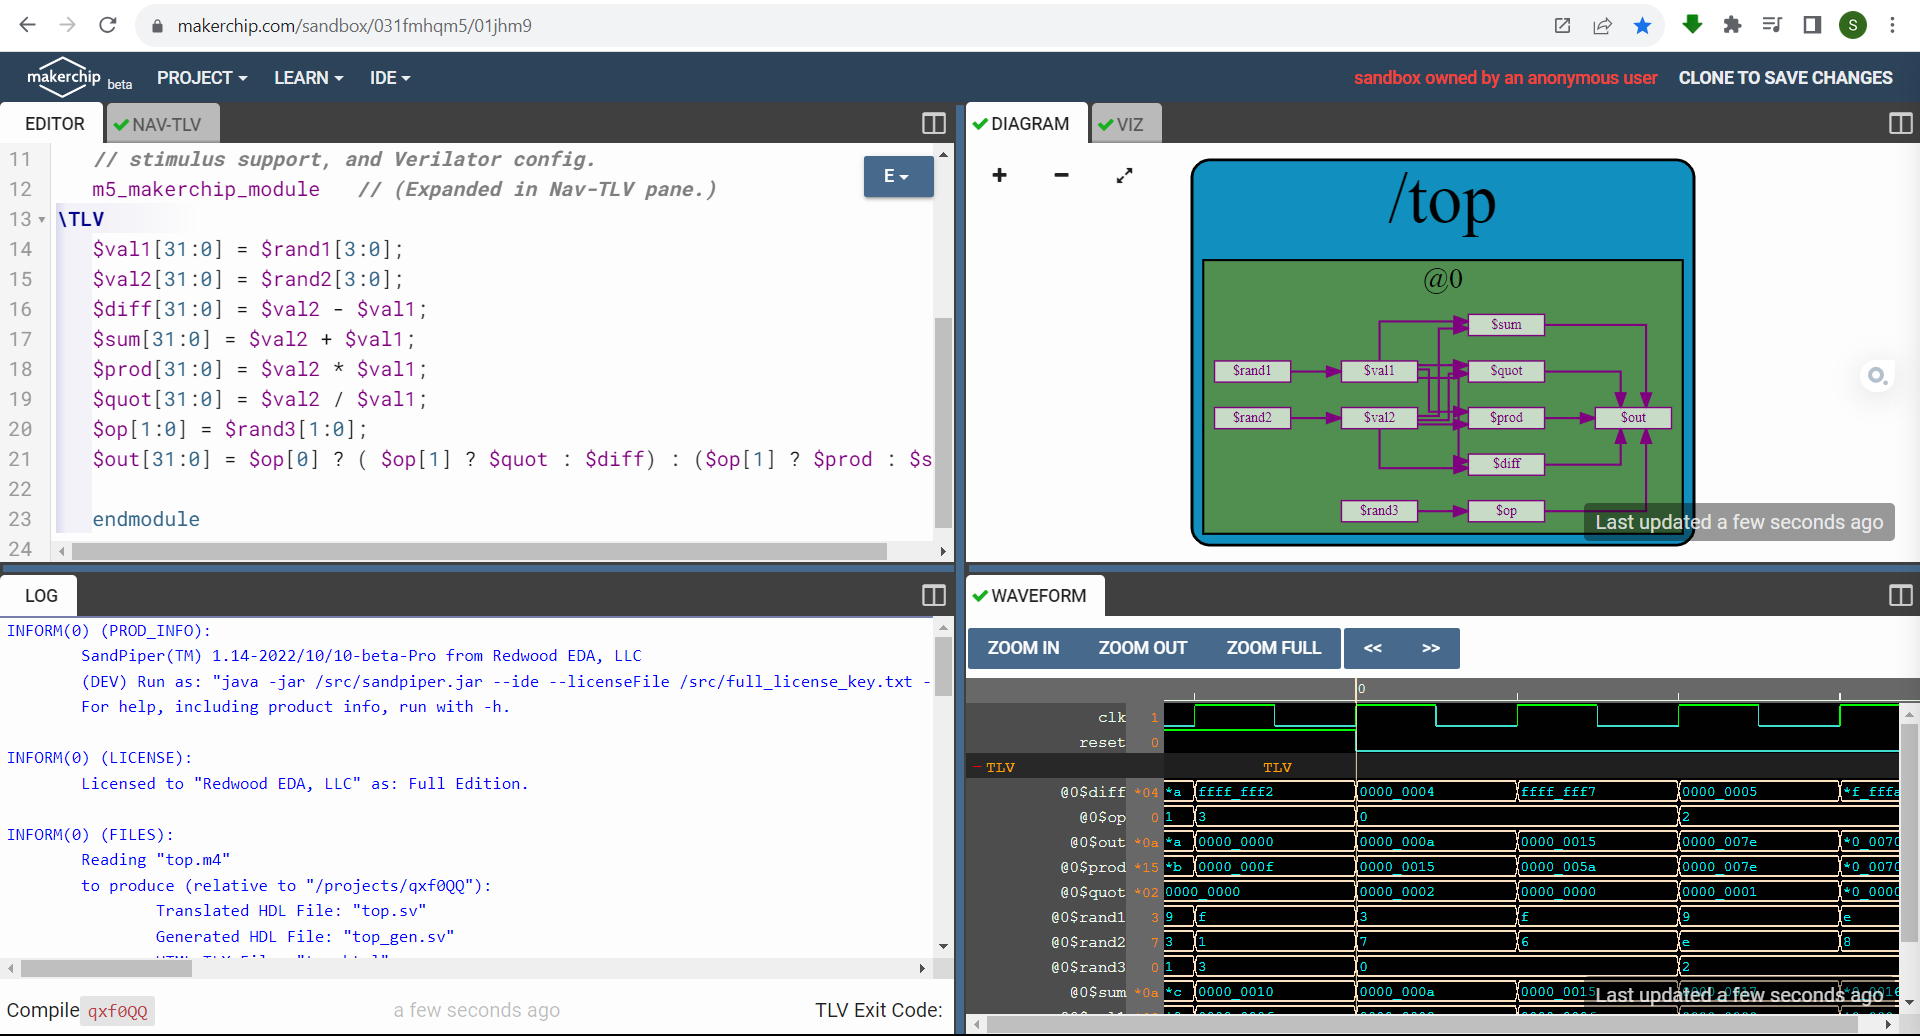 makerchip.com/sandbox/031fmhqm5/01jhm9
S
makerchip beta PROJECT LEARN IDE
sandbox owned by an anonymous user CLONE TO SAVE CHANGES
EDITOR NAV-TLV
11 // stimulus support, and Verilator config.
12 m5_makerchip_module // (Expanded in Nav-TLV pane.)
13 \TLV
14 $val1[31:0] = $rand1[3:0];
15 $val2[31:0] = $rand2[3:0];
16 $diff[31:0] = $val2 - $val1;
17 $sum[31:0] = $val2 + $val1;
18 $prod[31:0] = $val2 * $val1;
19 $quot[31:0] = $val2 / $val1;
20 $op[1:0] = $rand3[1:0];
21 $out[31:0] = $op[0] ? ( $op[1] ? $quot : $diff) : ($op[1] ? $prod : $s
22
23 endmodule
24
E
DIAGRAM VIZ
/top
@0
$sum
$rand1 $val1 $quot
$rand2 $val2 $prod $out
$diff
$rand3 $op
Last updated a few seconds ago
LOG
INFORM(0) (PROD_INFO):
SandPiper(TM) 1.14-2022/10/10-beta-Pro from Redwood EDA, LLC
(DEV) Run as: "java -jar /src/sandpiper.jar --ide --licenseFile /src/full_license_key.txt -
For help, including product info, run with -h.
INFORM(0) (LICENSE):
Licensed to "Redwood EDA, LLC" as: Full Edition.
INFORM(0) (FILES):
Reading "top.m4"
to produce (relative to "/projects/qxf0QQ"):
Translated HDL File: "top.sv"
Generated HDL File: "top_gen.sv"
Compile qxf0QQ a few seconds ago TLV Exit Code:
WAVEFORM
ZOOM IN ZOOM OUT ZOOM FULL << >>
0
clk 1
reset 0
TLV TLV
@0$diff *04 *a ffff_fff2 0000_0004 ffff_fff7 0000_0005 *f_fffa
@0$op 0 1 3 0 2
@0$out *0a *a 0000_0000 0000_000a 0000_0015 0000_007e *0_0070
@0$prod *15 *b 0000_000f 0000_0015 0000_005a 0000_007e *0_0070
@0$quot *02 0000_0000 0000_0002 0000_0000 0000_0001 *0_0000
@0$rand1 3 9 f 3 f 9 e
@0$rand2 7 3 1 7 6 e 8
@0$rand3 0 1 3 0 2
@0$sum *0a *c 0000_0010 0000_000a 0000_0015
Last updated a few seconds ago